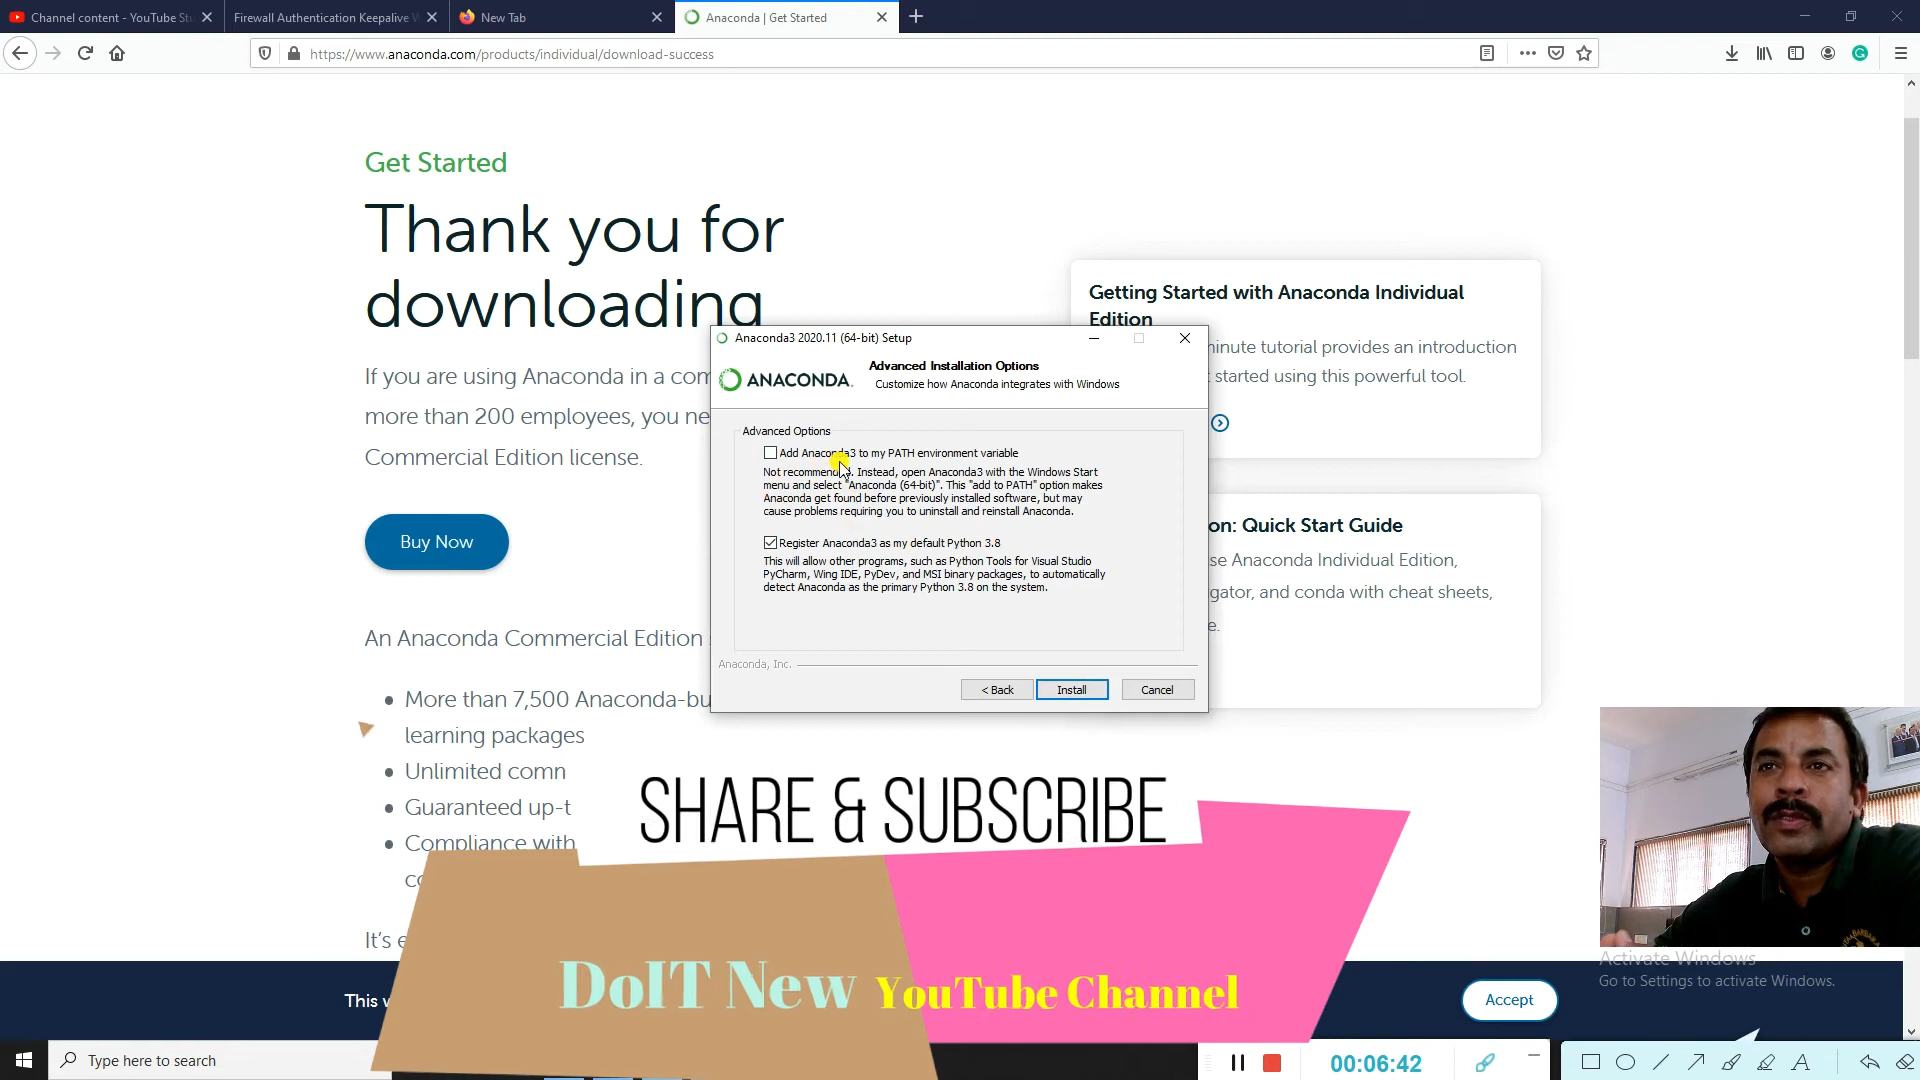 Channel content - YouTube St
Firewall Authentication Keepalive
New Tab
Anaconda | Get Started
https://www.anaconda.com/products/individual/download-success
Get Started
Thank you for
downloading
If you are using Anaconda in a com
more than 200 employees, you ne
Commercial Edition license.
Buy Now
An Anaconda Commercial Edition
More than 7,500 Anaconda-bu
learning packages
Unlimited comn
Guaranteed up-t
Compliance with
It's
Getting Started with Anaconda Individual
Edition
minute tutorial provides an introduction
started using this powerful tool.
on: Quick Start Guide
se Anaconda Individual Edition,
gator, and conda with cheat sheets,
e.
Anaconda3 2020.11 (64-bit) Setup
ANACONDA.
Advanced Installation Options
Customize how Anaconda integrates with Windows
Advanced Options
Add Anaconda3 to my PATH environment variable
Not recommended. Instead, open Anaconda3 with the Windows Start
menu and select "Anaconda (64-bit)". This "add to PATH" option makes
Anaconda get found before previously installed software, but may
cause problems requiring you to uninstall and reinstall Anaconda.
Register Anaconda3 as my default Python 3.8
This will allow other programs, such as Python Tools for Visual Studio
PyCharm, Wing IDE, PyDev, and MSI binary packages, to automatically
detect Anaconda as the primary Python 3.8 on the system.
Anaconda, Inc.
< Back
Install
Cancel
SHARE & SUBSCRIBE
DoIT New YouTube Channel
This
Accept
Activate Windows
Go to Settings to activate Windows.
Type here to search
00:06:42